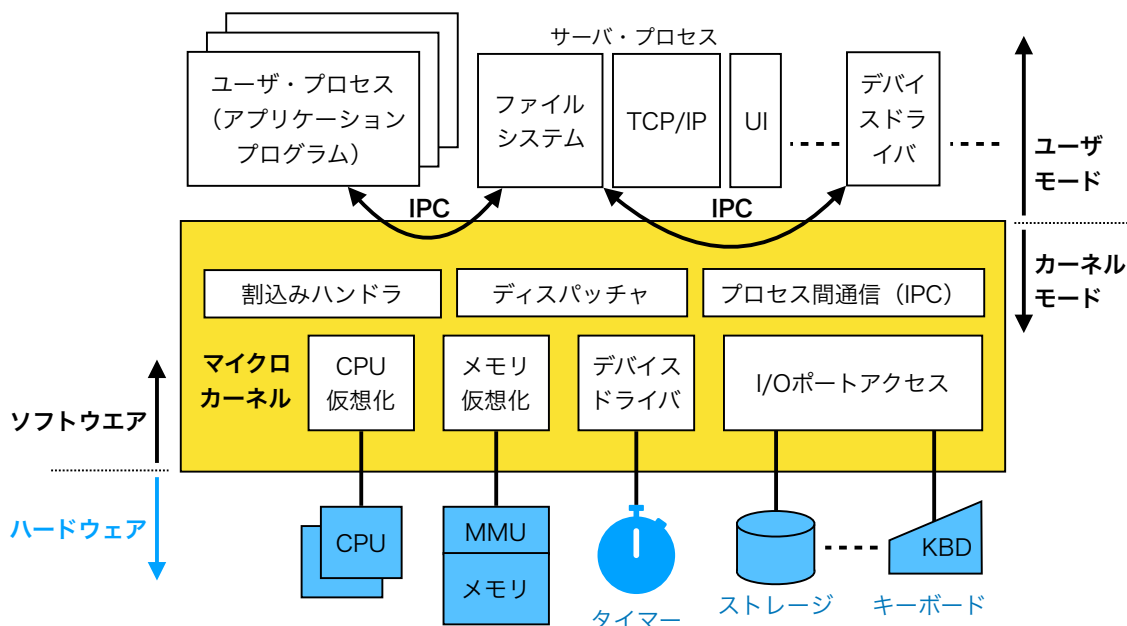 サーバ・プロセス
ユーザ・プロセス
（アプリケーション
プログラム）
ファイル
システム
TCP/IP
UI
デバイ
スドラ
イバ
ユーザ
モード
IPC
IPC
カーネル
モード
割込みハンドラ
ディスパッチャ
プロセス間通信（IPC）
マイクロ
カーネル
CPU
仮想化
メモリ
仮想化
デバイス
ドライバ
I/Oポートアクセス
ソフトウエア
ハードウェア
CPU
MMU
メモリ
KBD
タイマー
ストレージ
キーボード